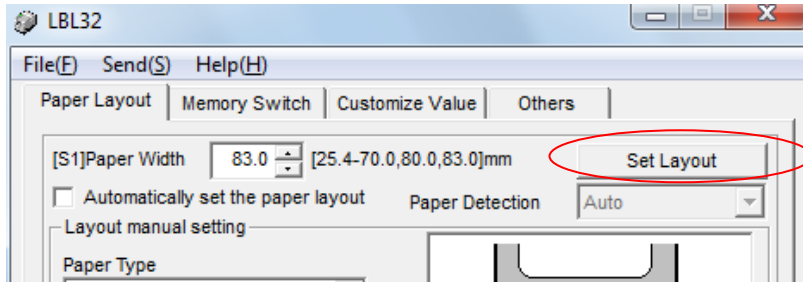 LBL32
File(F) Send(S) Help(H)
Paper Layout Memory Switch Customize Value Others
[S1]Paper Width 83.0 [25.4-70.0,80.0,83.0]mm Set Layout
Automatically set the paper layout Paper Detection Auto
Layout manual setting
Paper Type